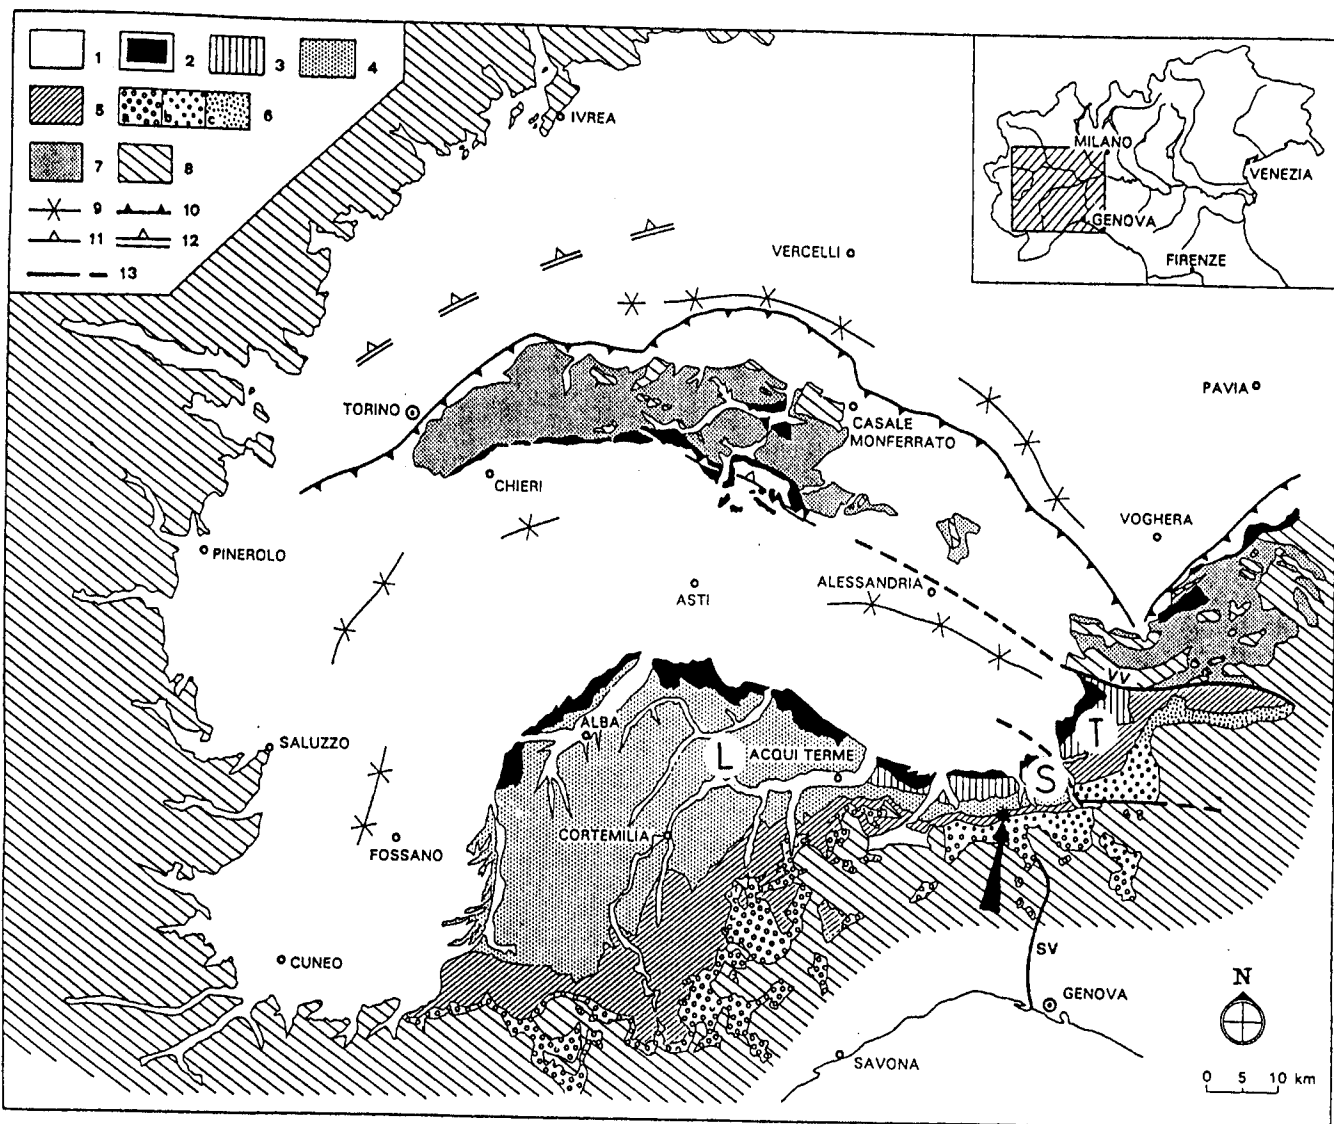 1 2 3 4
5 a b c 6
7 8
9 10
11 12
13
IVREA
MILANO
VENEZIA
GENOVA
FIRENZE
VERCELLI
PAVIA
TORINO
CASALE
MONFERRATO
CHIERI
VOGHERA
PINEROLO
ALESSANDRIA
ASTI
VV
ALBA
T
SALUZZO
L
ACQUI TERME
S
CORTEMILIA
FOSSANO
SV
CUNEO
N
GENOVA
SAVONA
0 5 10 km